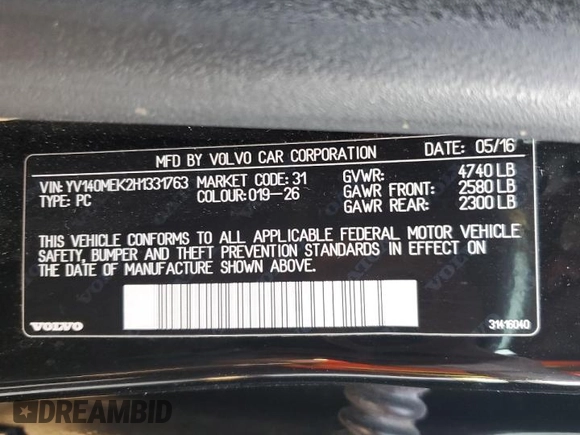 MFD BY VOLVO CAR CORPORATION DATE: 05/16
VIN: YV140MEK2H1331763 MARKET CODE: 31 GVWR: 4740 LB
TYPE: PC COLOUR: 019-26 GAWR FRONT: 2580 LB
GAWR REAR: 2300 LB
THIS VEHICLE CONFORMS TO ALL APPLICABLE FEDERAL MOTOR VEHICLE
SAFETY, BUMPER AND THEFT PREVENTION STANDARDS IN EFFECT ON
THE DATE OF MANUFACTURE SHOWN ABOVE.
VOLVO 31416040
DREAMBID